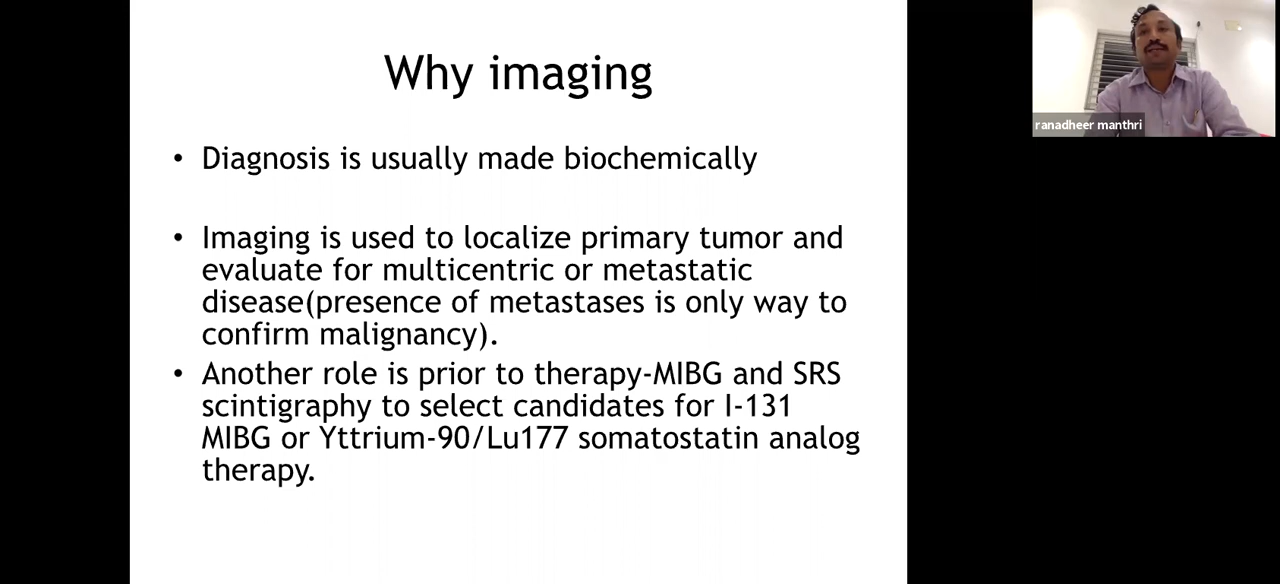 Why imaging
• Diagnosis is usually made biochemically
• Imaging is used to localize primary tumor and
evaluate for multicentric or metastatic
disease(presence of metastases is only way to
confirm malignancy).
• Another role is prior to therapy-MIBG and SRS
scintigraphy to select candidates for I-131
MIBG or Yttrium-90/Lu177 somatostatin analog
therapy.
ranadheer manthri